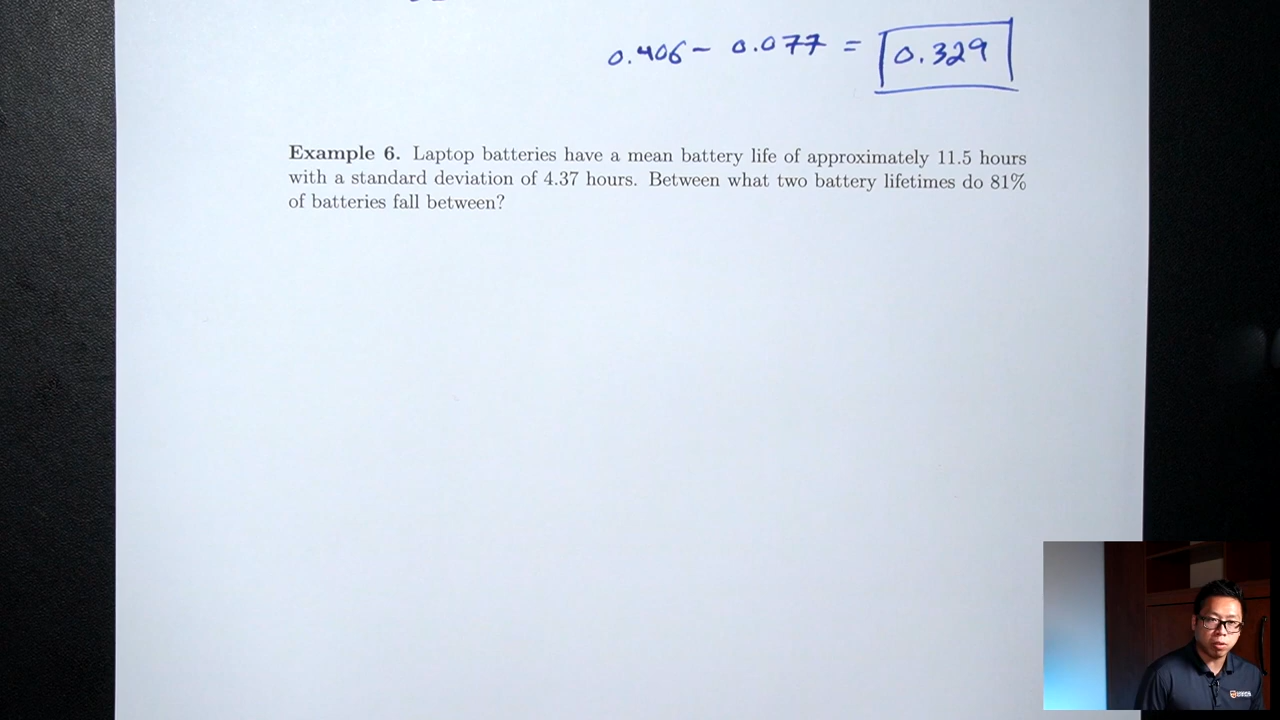 0.406 - 0.077 = 0.329
Example 6. Laptop batteries have a mean battery life of approximately 11.5 hours
with a standard deviation of 4.37 hours. Between what two battery lifetimes do 81%
of batteries fall between?